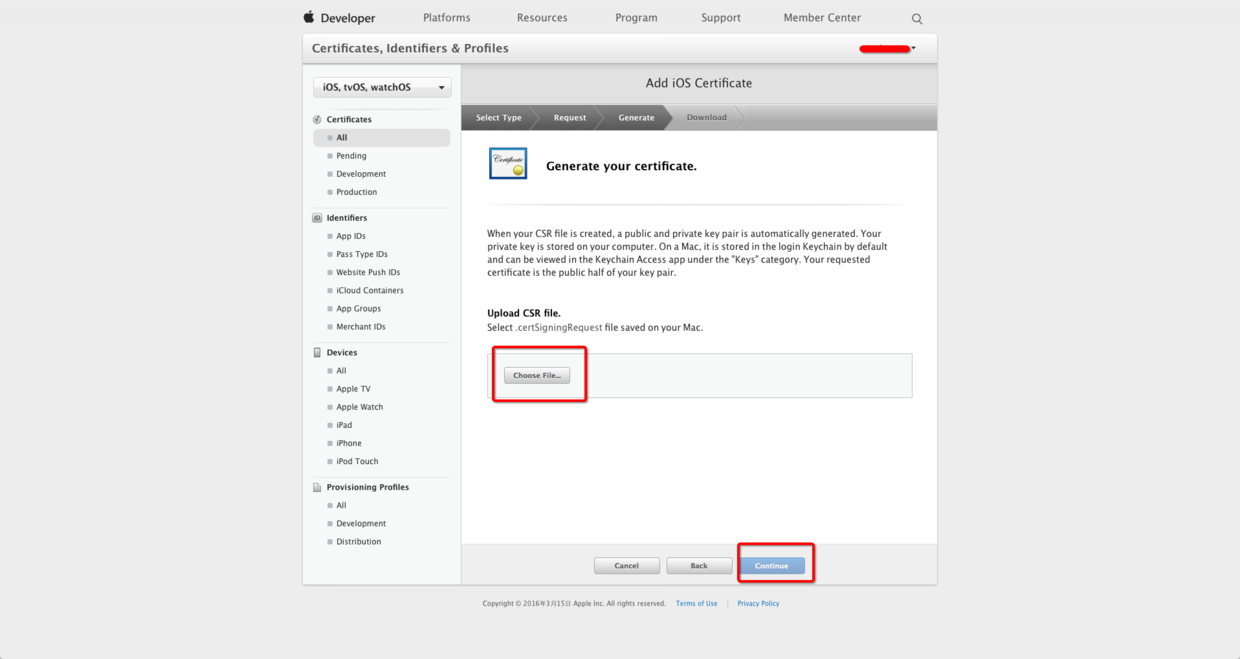 Developer
Platforms
Resources
Program
Support
Member Center
Certificates, Identifiers & Profiles
iOS, tvOS, watchOS
Certificates
All
Pending
Development
Production
Identifiers
App IDs
Pass Type IDs
Website Push IDs
iCloud Containers
App Groups
Merchant IDs
Devices
All
Apple TV
Apple Watch
iPad
iPhone
iPod Touch
Provisioning Profiles
All
Development
Distribution
Add iOS Certificate
Select Type
Request
Generate
Download
Certificate
Generate your certificate.
When your CSR file is created, a public and private key pair is automatically generated. Your
private key is stored on your computer. On a Mac, it is stored in the login Keychain by default
and can be viewed in the Keychain Access app under the "Keys" category. Your requested
certificate is the public half of your key pair.
Upload CSR file.
Select .certSigningRequest file saved on your Mac.
Choose File...
Cancel
Back
Continue
Copyright © 2016年3月15日 Apple Inc. All rights reserved.
Terms of Use
Privacy Policy